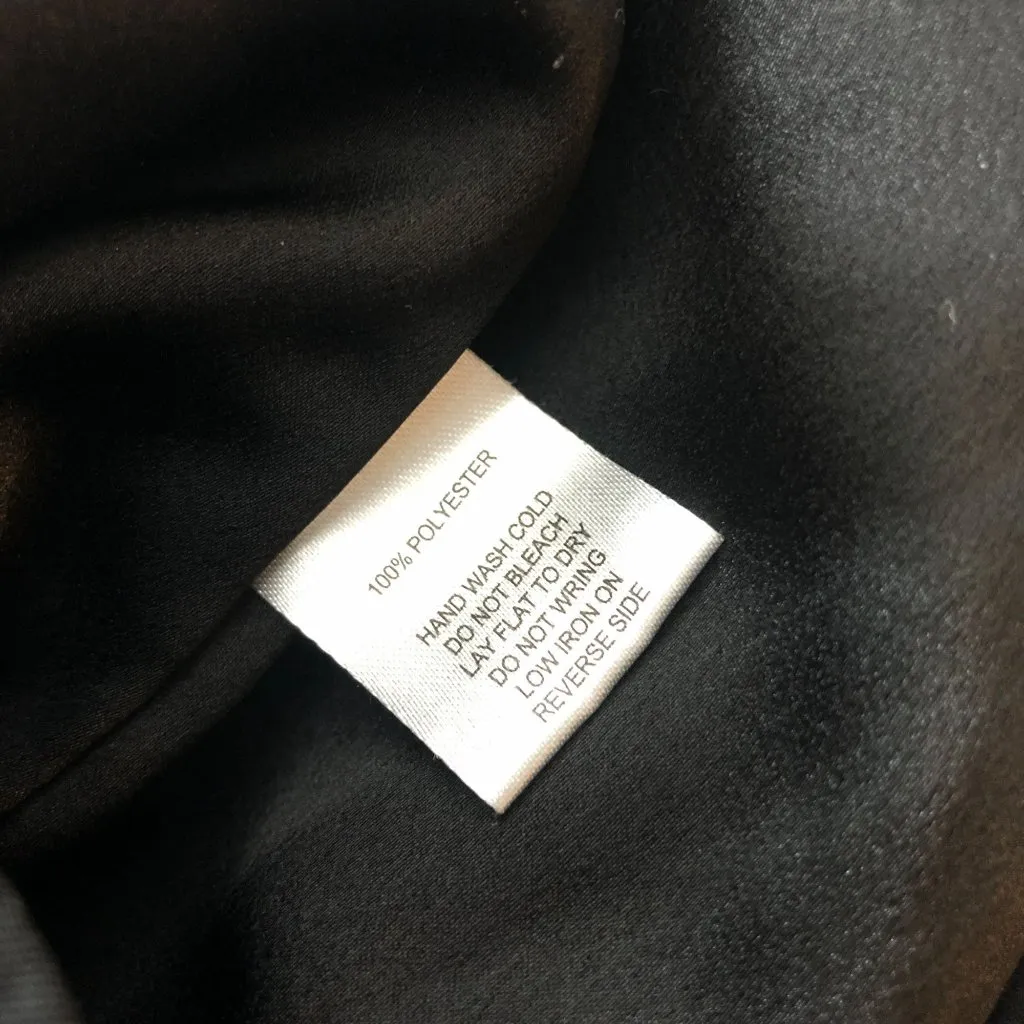 100% POLYESTER
HAND WASH COLD
DO NOT BLEACH
LAY FLAT TO DRY
DO NOT WRING
LOW IRON ON
REVERSE SIDE